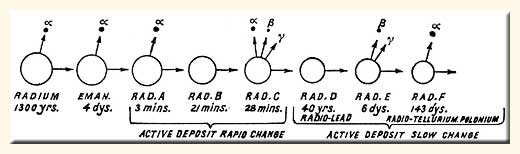 α α α α β γ β γ α
RADIUM EMAN. RAD.A RAD.B RAD.C RAD.D RAD.E RAD.F
1300 yrs. 4 dys. 3 mins. 21 mins. 28 mins. 40 yrs. 6 dys. 143 dys.
RADIO-LEAD RADIO-TELLURIUM, POLONIUM
ACTIVE DEPOSIT RAPID CHANGE ACTIVE DEPOSIT SLOW CHANGE